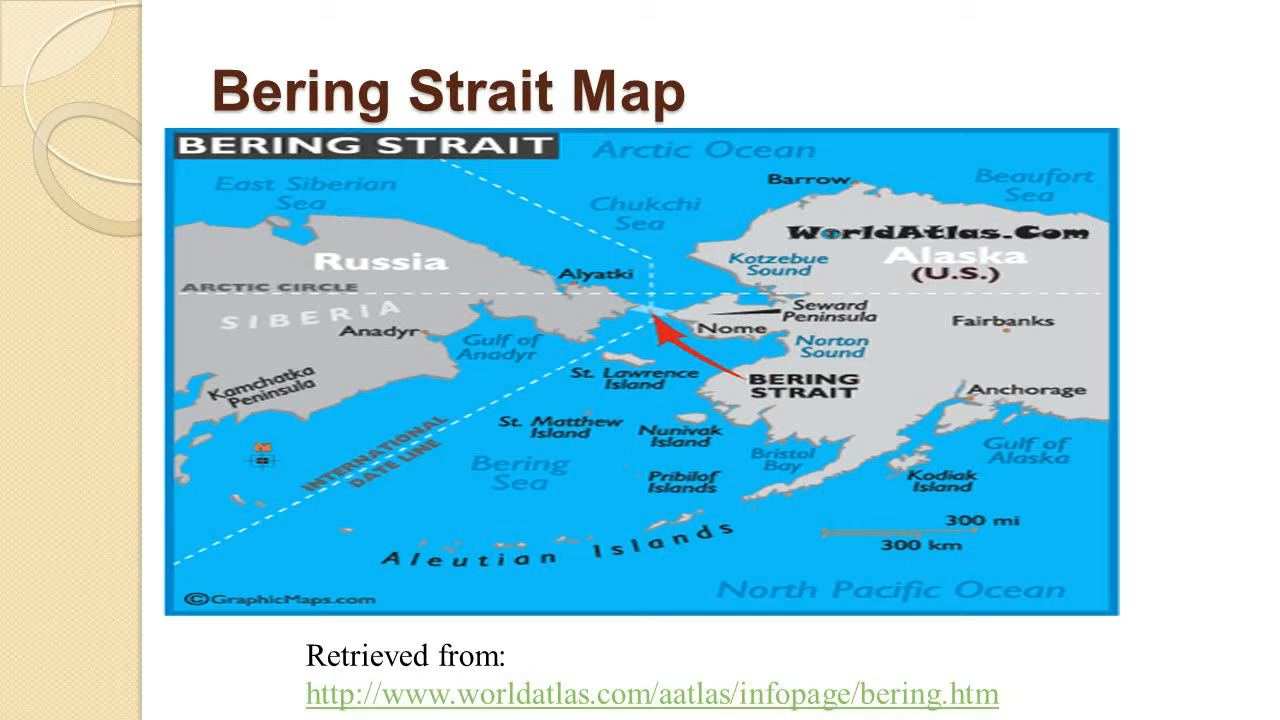 Bering Strait Map
BERING STRAIT
Arctic Ocean
East Siberian
Sea
Chukchi
Sea
Barrow
Beaufort
Sea
WorldAtlas.Com
Russia
Alaska
(U.S.)
Kotzebue
Sound
Alyatki
ARCTIC CIRCLE
SIBERIA
Anadyr
Gulf of
Anadyr
Seward
Peninsula
Nome
Norton
Sound
Fairbanks
Kamchatka
Peninsula
St. Lawrence
Island
BERING
STRAIT
Anchorage
INTERNATIONAL
DATE LINE
St. Matthew
Island
Nunivak
Island
Bering
Sea
Bristol
Bay
Gulf of
Alaska
Pribilof
Islands
Kodiak
Island
N
Aleutian Islands
300 mi
300 km
North Pacific Ocean
©GraphicMaps.com
Retrieved from:
http://www.worldatlas.com/aatlas/infopage/bering.htm